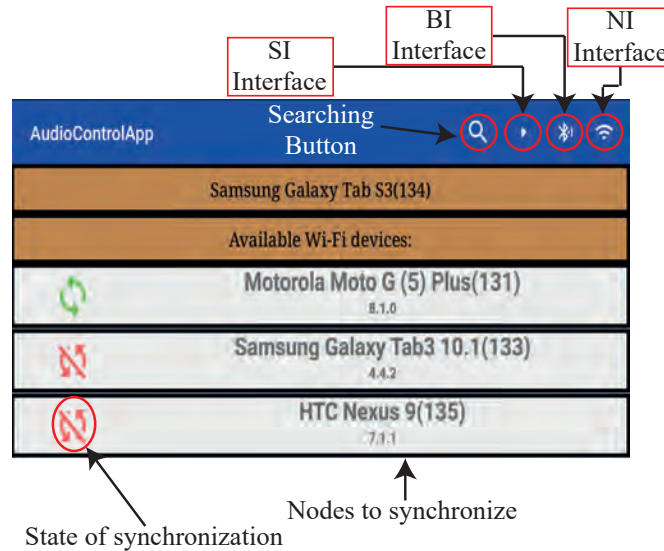 BI
Interface
NI
Interface
SI
Interface
Searching
Button
AudioControlApp
Samsung Galaxy Tab S3(134)
Available Wi-Fi devices:
Motorola Moto G (5) Plus(131)
8.1.0
Samsung Galaxy Tab3 10.1(133)
4.4.2
HTC Nexus 9(135)
7.1.1
Nodes to synchronize
State of synchronization